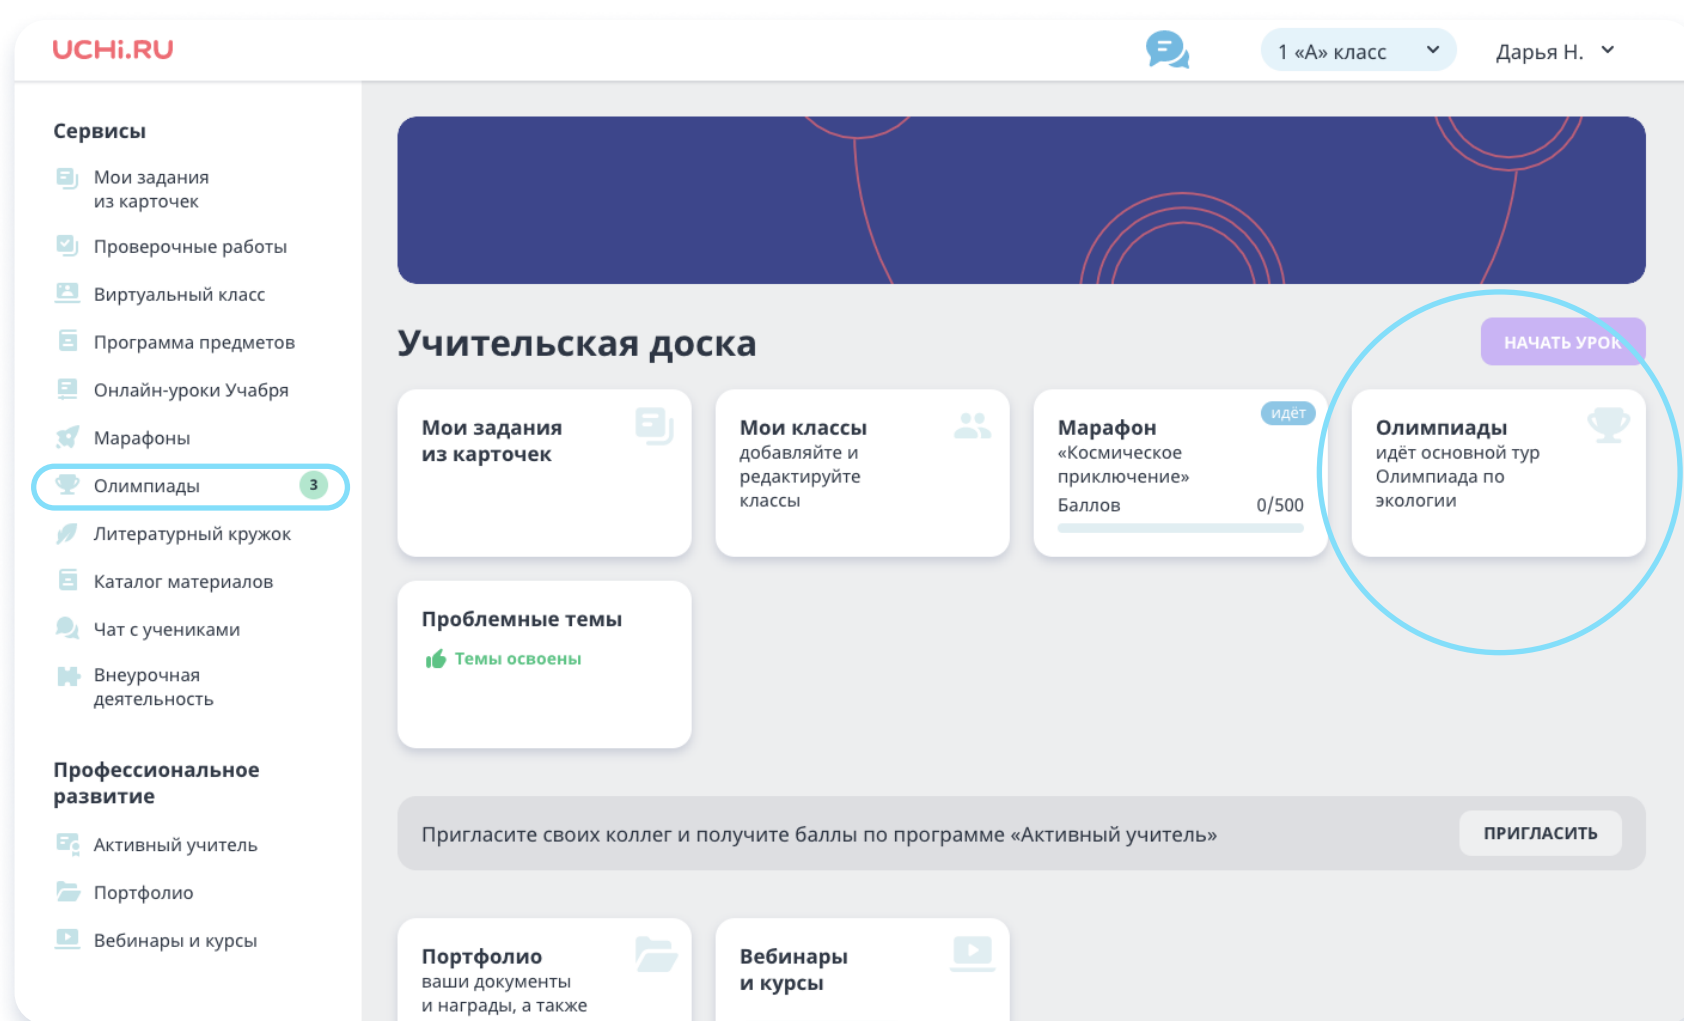 UCHi.RU
1 «А» класс
Дарья Н.
Сервисы
Мои задания
из карточек
Проверочные работы
Виртуальный класс
Программа предметов
Онлайн-уроки Учабря
Марафоны
Олимпиады 3
Литературный кружок
Каталог материалов
Чат с учениками
Внеурочная
деятельность
Профессиональное
развитие
Активный учитель
Портфолио
Вебинары и курсы
Учительская доска
НАЧАТЬ УРОК
Мои задания
из карточек
Мои классы
добавляйте и
редактируйте
классы
идёт
Марафон
«Космическое
приключение»
Баллов 0/500
Олимпиады
идёт основной тур
Олимпиада по
экологии
Проблемные темы
Темы освоены
Пригласите своих коллег и получите баллы по программе «Активный учитель»
ПРИГЛАСИТЬ
Портфолио
ваши документы
и награды, а также
Вебинары
и курсы